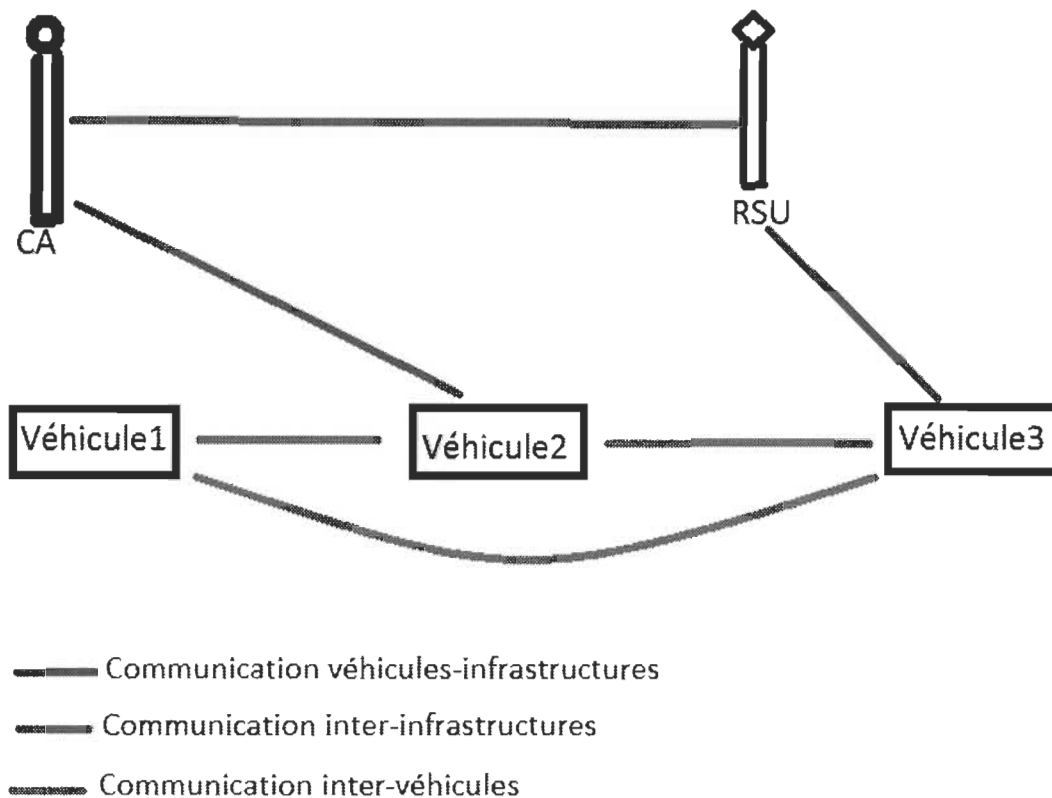 CA
RSU
Véhicule1
Véhicule2
Véhicule3
Communication véhicules-infrastructures
Communication inter-infrastructures
Communication inter-véhicules